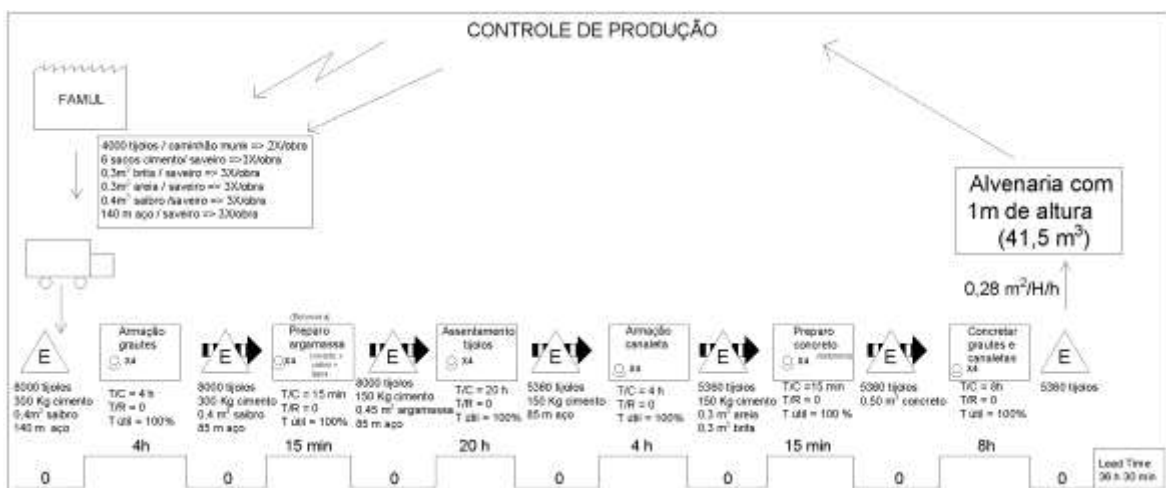 CONTROLE DE PRODUÇÃO
FAMUL
4000 tijolos / caminhão munk => 2X/obra
6 sacos cimento/ saveiro =>3X/obra
0,3m³ brita / saveiro => 3X/obra
0.3m³ areia / saveiro => 3X/obra
0.4m³ saibro /saveiro => 3X/obra
140 m aço / saveiro => 3X/obra
Alvenaria com
1m de altura
(41,5 m³)
0,28 m²/H/h
E
Armação
grautes
X4
E
Preparo
argamassa
X4
E
Assentamento
tijolos
X4
E
Armação
canaleta
X4
E
Preparo
concreto
X4
E
Concretar
grautes e
canaletas
X4
E
8000 tijolos
300 Kg cimento
0,4m³ saibro
140 m aço
T/C = 4 h
T/R = 0
T útil = 100%
8000 tijolos
300 Kg cimento
0,4 m³ saibro
85 m aço
T/C = 15 min
T/R = 0
T útil = 100%
8000 tijolos
150 Kg cimento
0,45 m³ argamassa
85 m aço
T/C = 20 h
T/R = 0
T útil = 100%
5360 tijolos
150 Kg cimento
85 m aço
T/C = 4 h
T/R = 0
T útil = 100%
5360 tijolos
150 Kg cimento
0.3 m³ areia
0.3 m³ brita
T/C =15 min
T/R = 0
T útil = 100 %
5360 tijolos
0.50 m³ concreto
T/C = 8h
T/R = 0
T útil = 100%
5360 tijolos
4h
15 min
20 h
4 h
15 min
8h
0
0
0
0
0
0
0
Lead Time
36 h 30 min